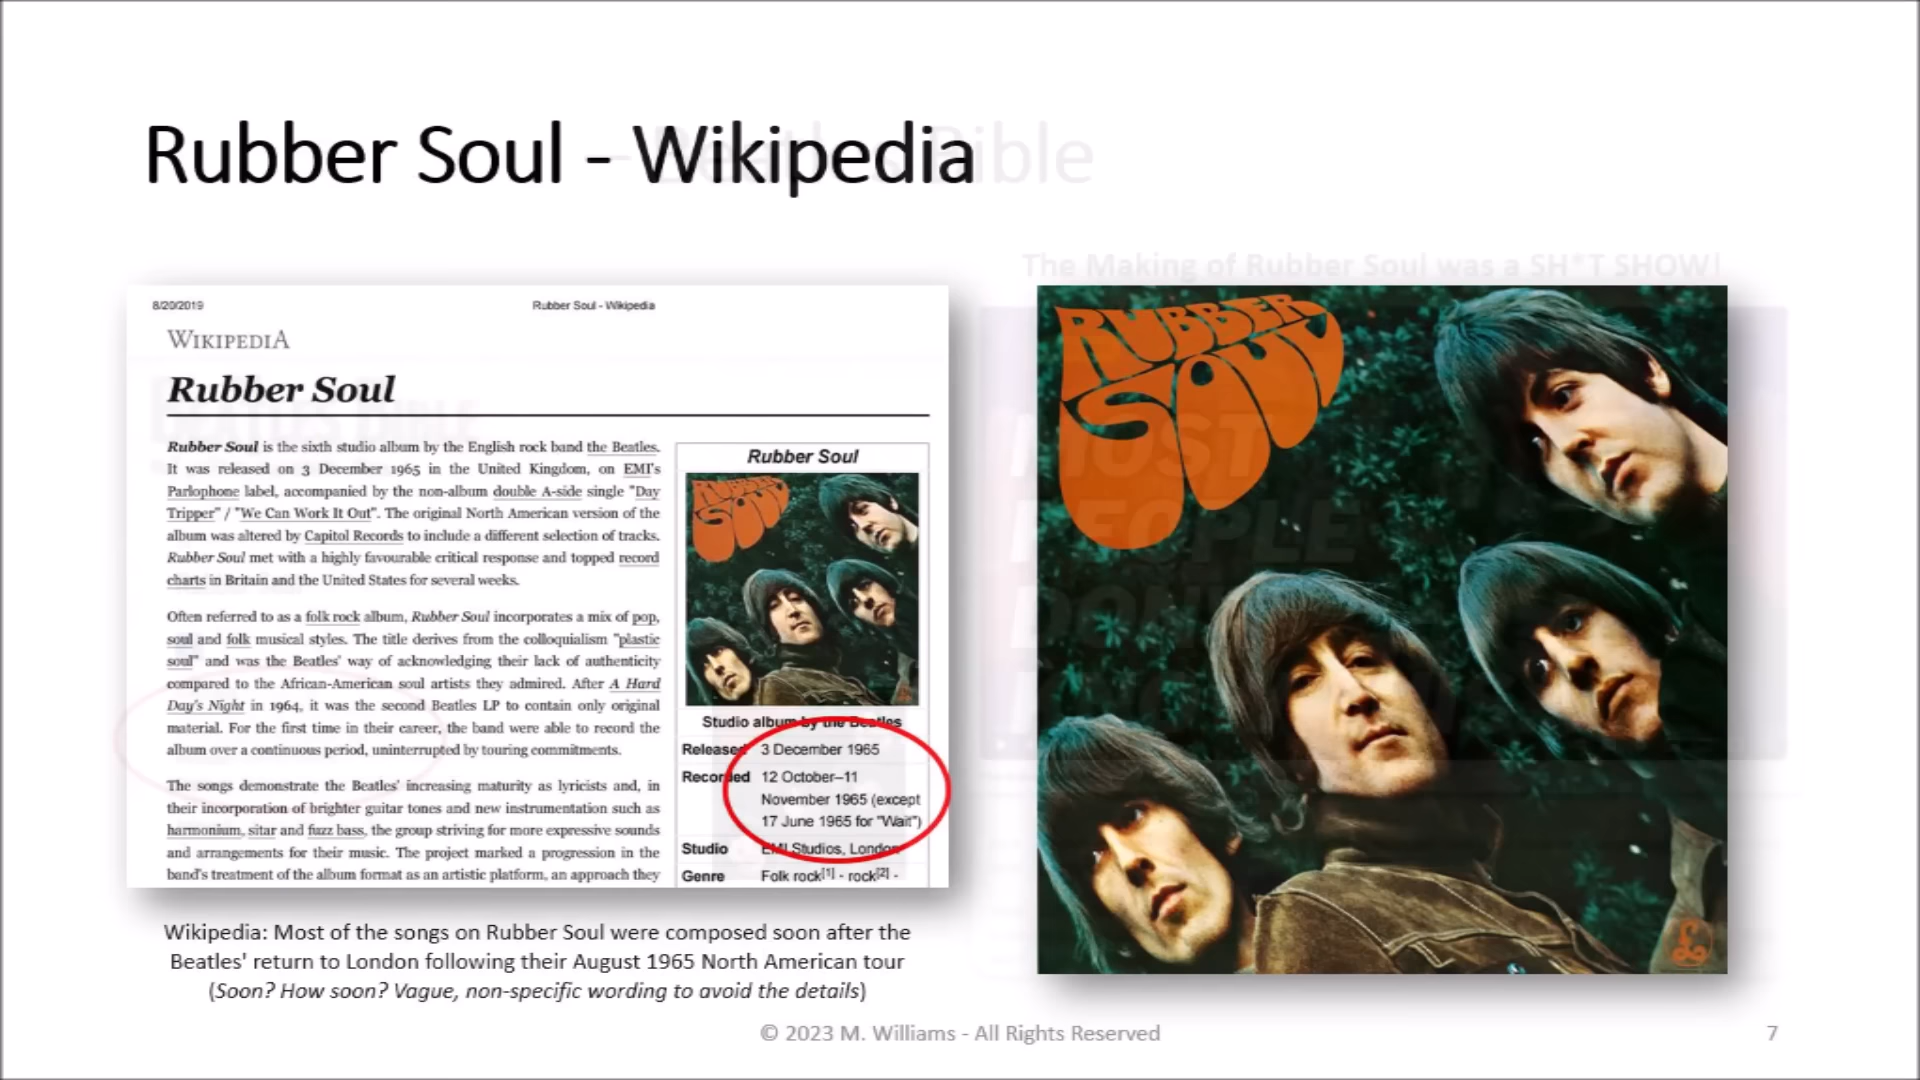 Rubber Soul - Wikipedia
The Making of Rubber Soul was a SH*T SHOW!
8/20/2019
Rubber Soul - Wikipedia
WIKIPEDIA
Rubber Soul
Rubber Soul is the sixth studio album by the English rock band the Beatles.
It was released on 3 December 1965 in the United Kingdom, on EMI's
Parlophone label, accompanied by the non-album double A-side single "Day
Tripper" / "We Can Work It Out". The original North American version of the
album was altered by Capitol Records to include a different selection of tracks.
Rubber Soul met with a highly favourable critical response and topped record
charts in Britain and the United States for several weeks.
Often referred to as a folk rock album, Rubber Soul incorporates a mix of pop,
soul and folk musical styles. The title derives from the colloquialism "plastic
soul" and was the Beatles' way of acknowledging their lack of authenticity
compared to the African-American soul artists they admired. After A Hard
Day's Night in 1964, it was the second Beatles LP to contain only original
material. For the first time in their career, the band were able to record the
album over a continuous period, uninterrupted by touring commitments.
The songs demonstrate the Beatles' increasing maturity as lyricists and, in
their incorporation of brighter guitar tones and new instrumentation such as
harmonium, sitar and fuzz bass, the group striving for more expressive sounds
and arrangements for their music. The project marked a progression in the
band's treatment of the album format as an artistic platform, an approach they
Rubber Soul
RUBBER
SOUL
Studio album by the Beatles
Released 3 December 1965
Recorded 12 October–11
November 1965 (except
17 June 1965 for "Wait")
Studio EMI Studios, London
Genre Folk rock[1] · rock[2] ·
RUBBER
SOUL
MOST
PEOPLE
Wikipedia: Most of the songs on Rubber Soul were composed soon after the
Beatles' return to London following their August 1965 North American tour
(Soon? How soon? Vague, non-specific wording to avoid the details)
© 2023 M. Williams - All Rights Reserved
7